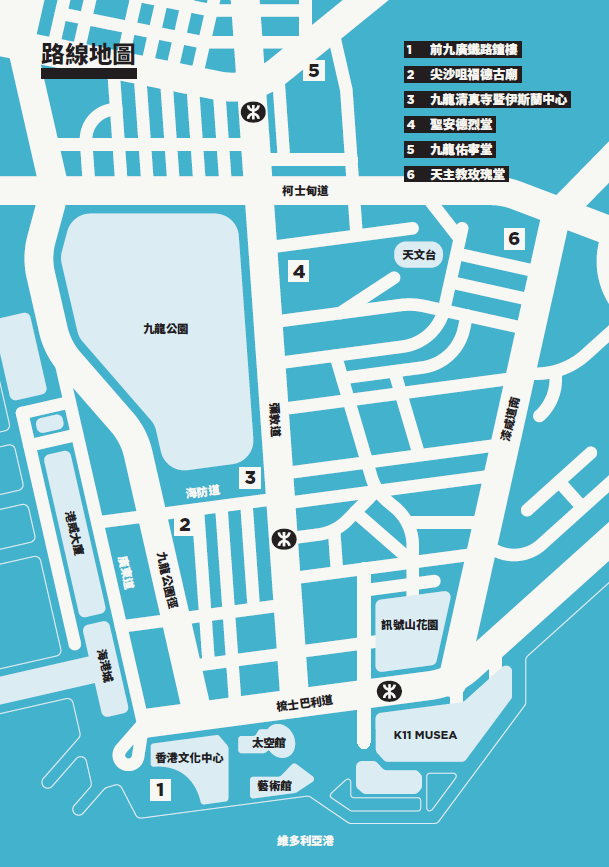 路線地圖
1 前九廣鐵路鐘樓
2 尖沙咀福德古廟
3 九龍清真寺暨伊斯蘭中心
4 聖安德烈堂
5 九龍佑寧堂
6 天主教玫瑰堂
5
柯士甸道
6
天文台
4
九龍公園
漆咸道南
彌敦道
3
海防道
2
港威大廈
廣東道
九龍公園徑
訊號山花園
海港城
梳士巴利道
K11 MUSEA
太空館
香港文化中心
藝術館
1
維多利亞港